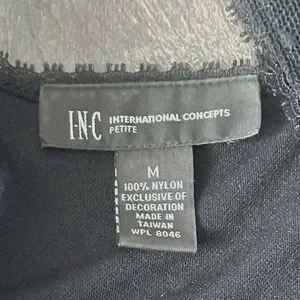 I·N·C INTERNATIONAL CONCEPTS
PETITE
M
100% NYLON
EXCLUSIVE OF
DECORATION
MADE IN
TAIWAN
WPL 8046